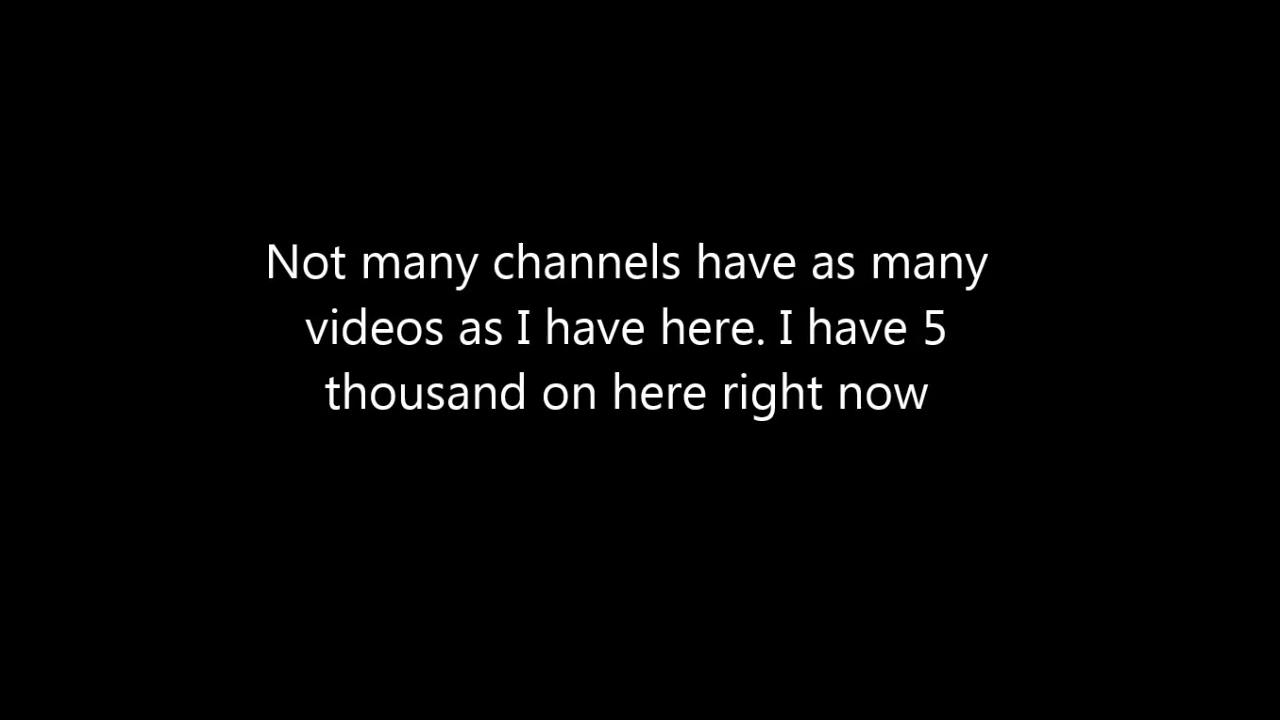 Not many channels have as many
videos as I have here. I have 5
thousand on here right now